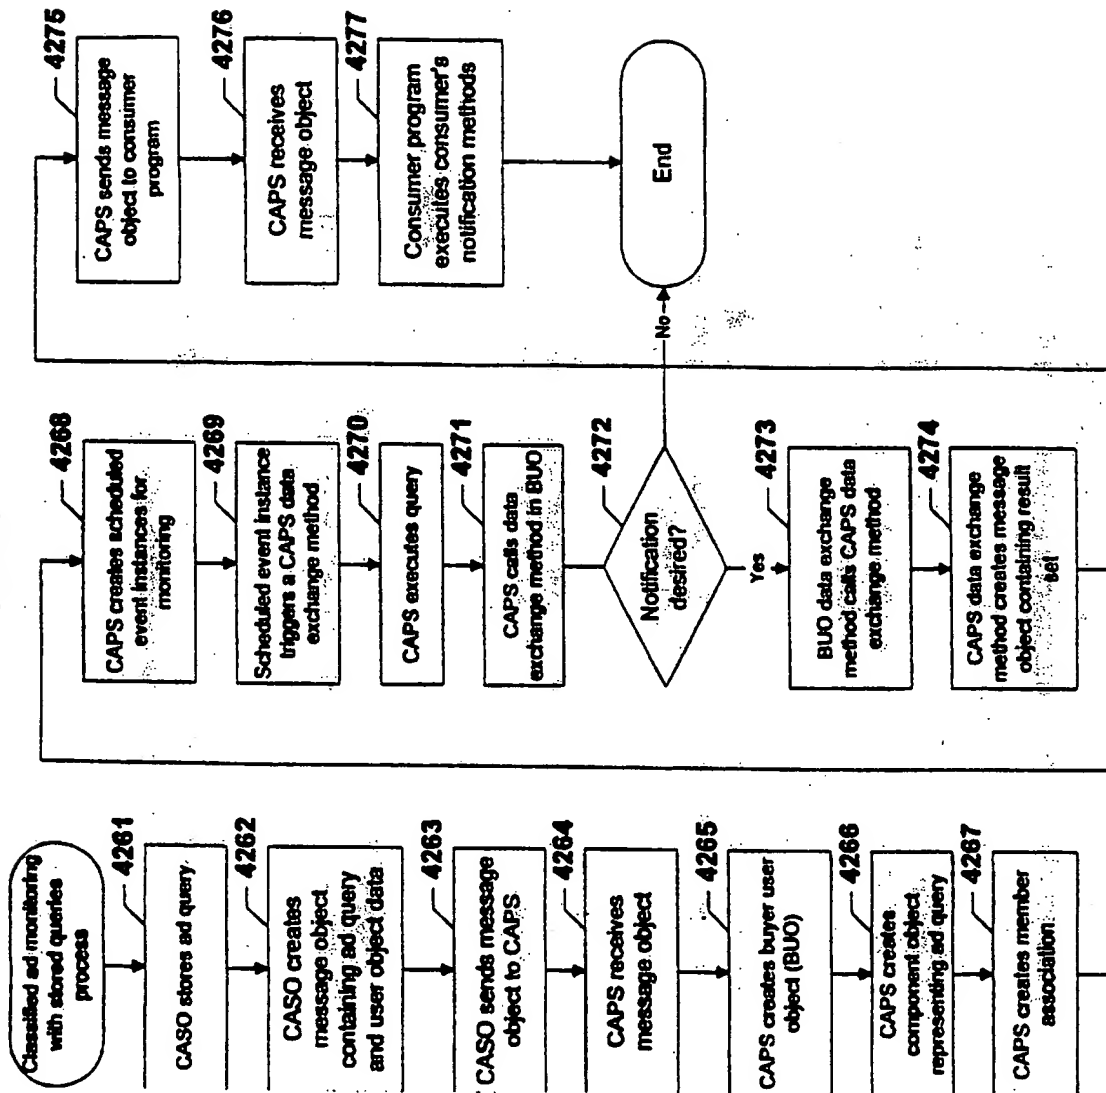 Classified ad monitoring
with stored queries
process
4261
CASO stores ad query
4262
CASO creates
message object
containing ad query
and user object data
4263
CASO sends message
object to CAPS
4264
CAPS receives
message object
4265
CAPS creates buyer user
object (BUO)
4266
CAPS creates
component object
representing ad query
4267
CAPS creates member
association
4268
CAPS creates scheduled
event instances for
monitoring
4269
Scheduled event instance
triggers a CAPS data
exchange method
4270
CAPS executes query
4271
CAPS calls data
exchange method in BUO
4272
Notification
desired?
No
Yes
4273
BUO data exchange
method calls CAPS data
exchange method
4274
CAPS data exchange
method creates message
object containing result
set
4275
CAPS sends message
object to consumer
program
4276
CAPS receives
message object
4277
Consumer program
executes consumer's
notification methods
End